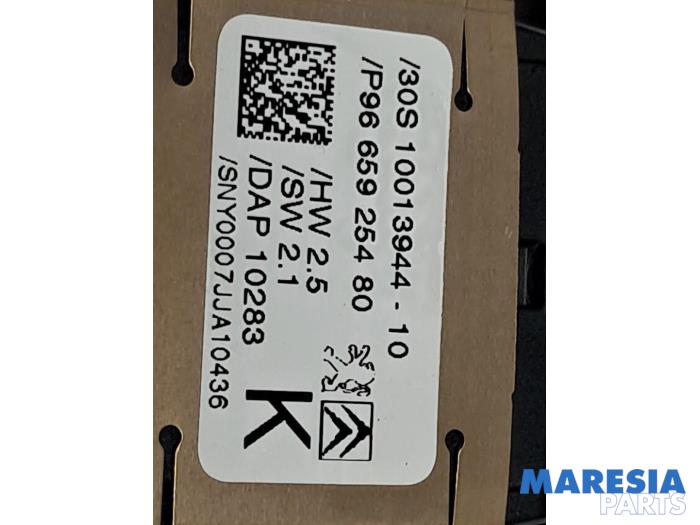 /30S 10013944 - 10
/P96 659 254 80
/HW 2.5
/SW 2.1
/DAP 10283
/SNY0007JJA10436
K
MARESIA
PARTS